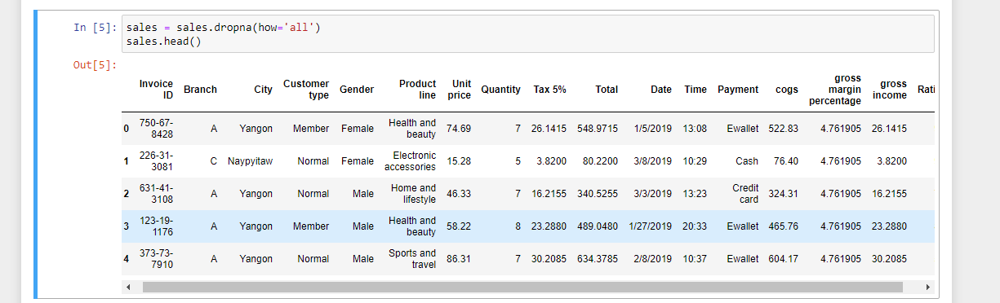 In [5]: sales = sales.dropna(how='all')
sales.head()
Out[5]:
Invoice ID Branch City Customer type Gender Product line Unit price Quantity Tax 5% Total Date Time Payment cogs gross margin percentage gross income Rati
0 750-67-8428 A Yangon Member Female Health and beauty 74.69 7 26.1415 548.9715 1/5/2019 13:08 Ewallet 522.83 4.761905 26.1415
1 226-31-3081 C Naypyitaw Normal Female Electronic accessories 15.28 5 3.8200 80.2200 3/8/2019 10:29 Cash 76.40 4.761905 3.8200
2 631-41-3108 A Yangon Normal Male Home and lifestyle 46.33 7 16.2155 340.5255 3/3/2019 13:23 Credit card 324.31 4.761905 16.2155
3 123-19-1176 A Yangon Member Male Health and beauty 58.22 8 23.2880 489.0480 1/27/2019 20:33 Ewallet 465.76 4.761905 23.2880
4 373-73-7910 A Yangon Normal Male Sports and travel 86.31 7 30.2085 634.3785 2/8/2019 10:37 Ewallet 604.17 4.761905 30.2085